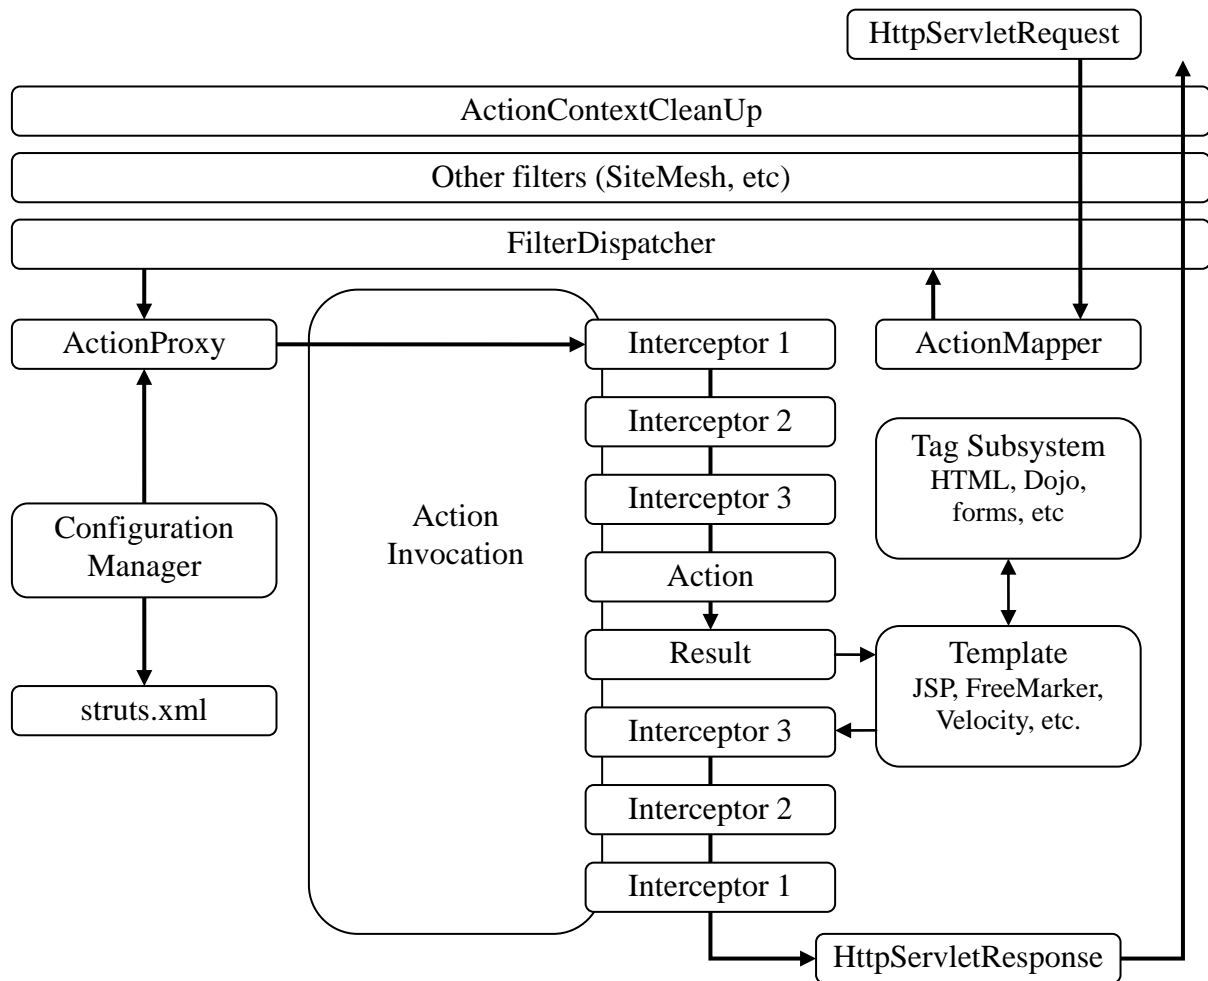 HttpServletRequest
ActionContextCleanUp
Other filters (SiteMesh, etc)
FilterDispatcher
ActionProxy
Interceptor 1
ActionMapper
Interceptor 2
Tag Subsystem
HTML, Dojo,
forms, etc
Interceptor 3
Configuration
Manager
Action
Invocation
Action
Result
Template
JSP, FreeMarker,
Velocity, etc.
struts.xml
Interceptor 3
Interceptor 2
Interceptor 1
HttpServletResponse